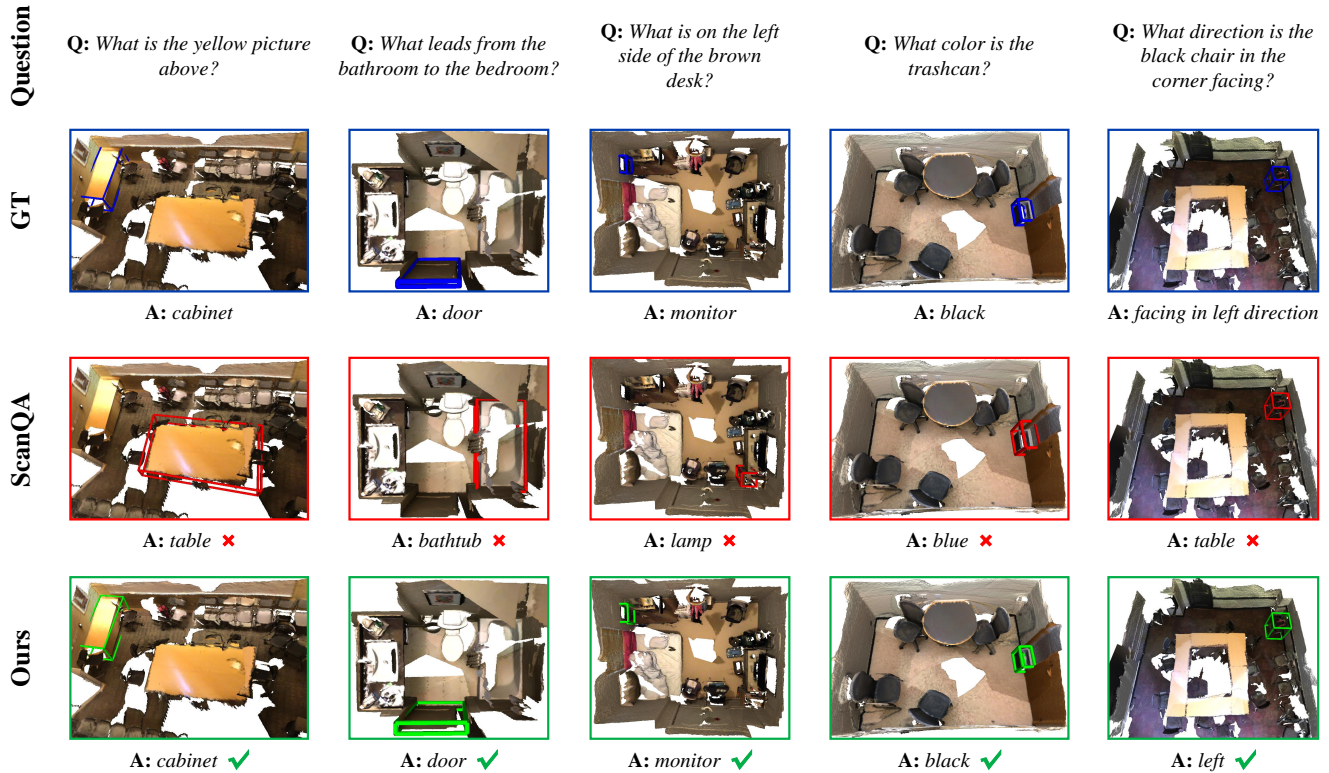 Question
Q: What is the yellow picture
above?
Q: What leads from the
bathroom to the bedroom?
Q: What is on the left
side of the brown
desk?
Q: What color is the
trashcan?
Q: What direction is the
black chair in the
corner facing?
GT
A: cabinet
A: door
A: monitor
A: black
A: facing in left direction
ScanQA
A: table ✖
A: bathtub ✖
A: lamp ✖
A: blue ✖
A: table ✖
Ours
A: cabinet ✓
A: door ✓
A: monitor ✓
A: black ✓
A: left ✓